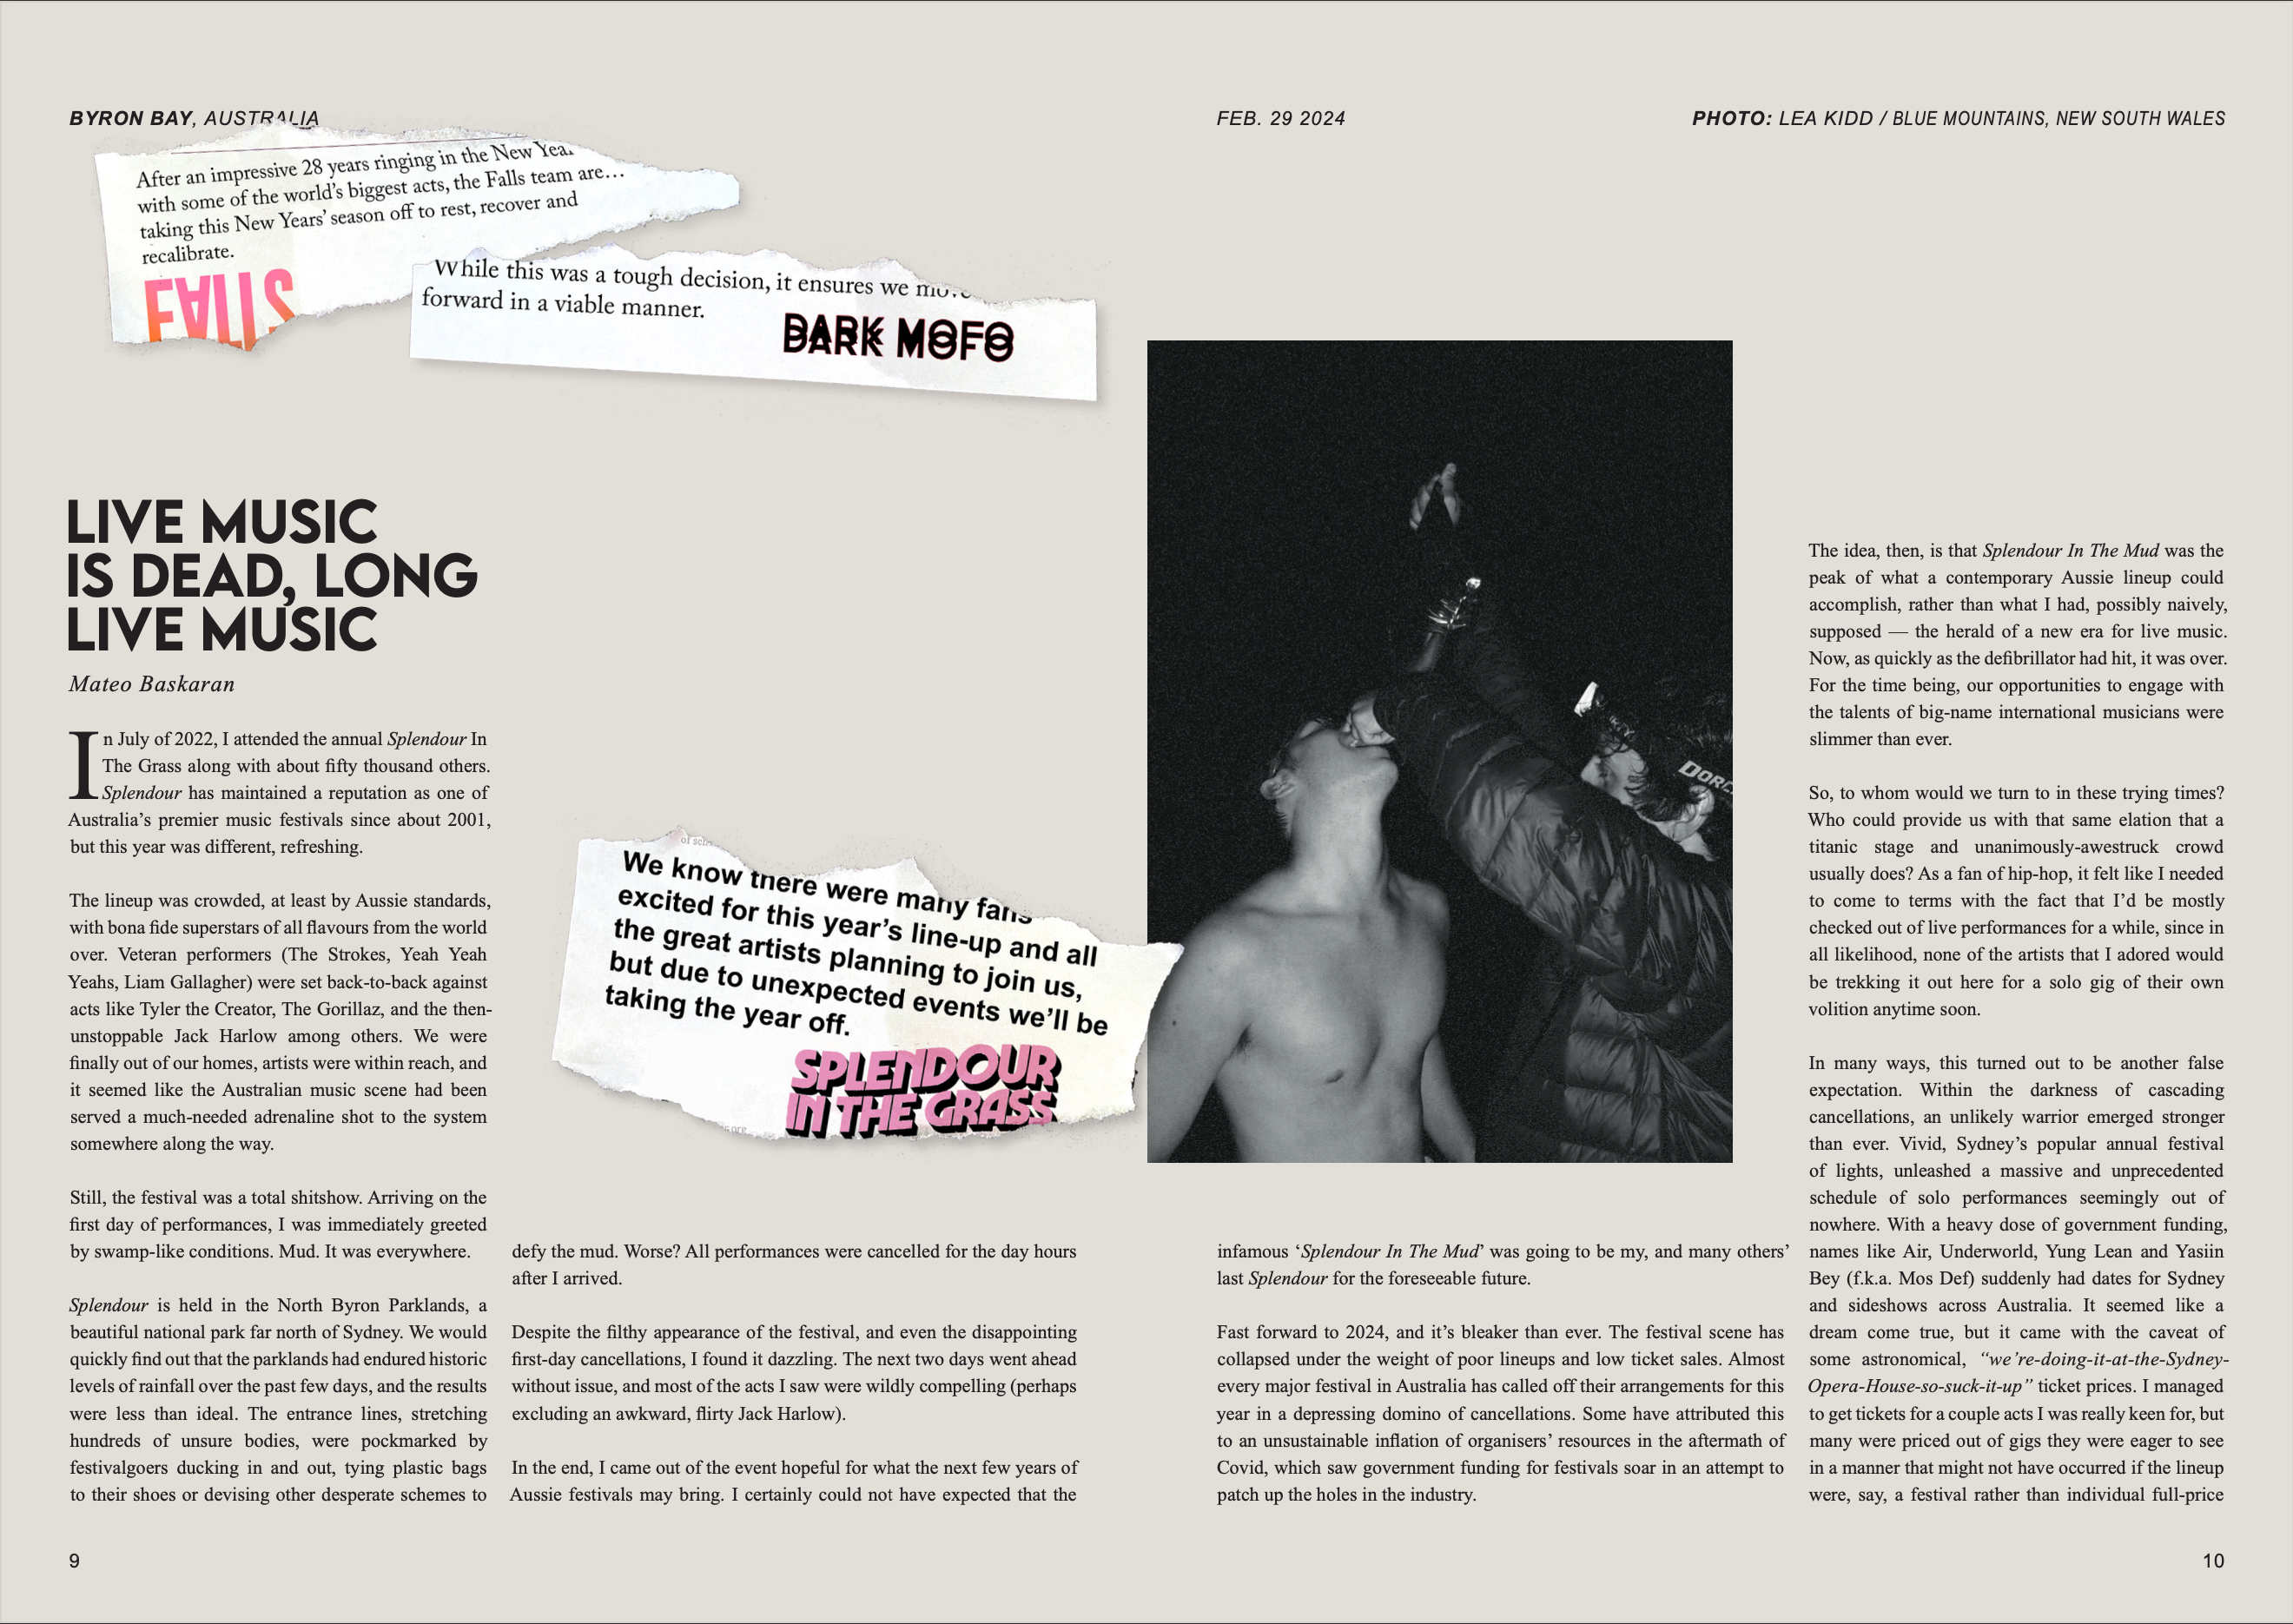 BYRON BAY, AUSTRALIA
FEB. 29 2024
PHOTO: LEA KIDD / BLUE MOUNTAINS, NEW SOUTH WALES
After an impressive 28 years ringing in the New Year
with some of the world's biggest acts, the Falls team are…
taking this New Years' season off to rest, recover and
recalibrate.
FALLS
While this was a tough decision, it ensures we move
forward in a viable manner.
DARK MOFO
LIVE MUSIC
IS DEAD, LONG
LIVE MUSIC
Mateo Baskaran
In July of 2022, I attended the annual Splendour In
The Grass along with about fifty thousand others.
Splendour has maintained a reputation as one of
Australia's premier music festivals since about 2001,
but this year was different, refreshing.
The lineup was crowded, at least by Aussie standards,
with bona fide superstars of all flavours from the world
over. Veteran performers (The Strokes, Yeah Yeah
Yeahs, Liam Gallagher) were set back-to-back against
acts like Tyler the Creator, The Gorillaz, and the then-
unstoppable Jack Harlow among others. We were
finally out of our homes, artists were within reach, and
it seemed like the Australian music scene had been
served a much-needed adrenaline shot to the system
somewhere along the way.
Still, the festival was a total shitshow. Arriving on the
first day of performances, I was immediately greeted
by swamp-like conditions. Mud. It was everywhere.
Splendour is held in the North Byron Parklands, a
beautiful national park far north of Sydney. We would
quickly find out that the parklands had endured historic
levels of rainfall over the past few days, and the results
were less than ideal. The entrance lines, stretching
hundreds of unsure bodies, were pockmarked by
festivalgoers ducking in and out, tying plastic bags
to their shoes or devising other desperate schemes to
We know there were many fans
excited for this year's line-up and all
the great artists planning to join us,
but due to unexpected events we'll be
taking the year off.
SPLENDOUR
IN THE GRASS
defy the mud. Worse? All performances were cancelled for the day hours
after I arrived.
Despite the filthy appearance of the festival, and even the disappointing
first-day cancellations, I found it dazzling. The next two days went ahead
without issue, and most of the acts I saw were wildly compelling (perhaps
excluding an awkward, flirty Jack Harlow).
In the end, I came out of the event hopeful for what the next few years of
Aussie festivals may bring. I certainly could not have expected that the
infamous 'Splendour In The Mud' was going to be my, and many others'
last Splendour for the foreseeable future.
Fast forward to 2024, and it's bleaker than ever. The festival scene has
collapsed under the weight of poor lineups and low ticket sales. Almost
every major festival in Australia has called off their arrangements for this
year in a depressing domino of cancellations. Some have attributed this
to an unsustainable inflation of organisers' resources in the aftermath of
Covid, which saw government funding for festivals soar in an attempt to
patch up the holes in the industry.
The idea, then, is that Splendour In The Mud was the
peak of what a contemporary Aussie lineup could
accomplish, rather than what I had, possibly naively,
supposed — the herald of a new era for live music.
Now, as quickly as the defibrillator had hit, it was over.
For the time being, our opportunities to engage with
the talents of big-name international musicians were
slimmer than ever.
So, to whom would we turn to in these trying times?
Who could provide us with that same elation that a
titanic stage and unanimously-awestruck crowd
usually does? As a fan of hip-hop, it felt like I needed
to come to terms with the fact that I'd be mostly
checked out of live performances for a while, since in
all likelihood, none of the artists that I adored would
be trekking it out here for a solo gig of their own
volition anytime soon.
In many ways, this turned out to be another false
expectation. Within the darkness of cascading
cancellations, an unlikely warrior emerged stronger
than ever. Vivid, Sydney's popular annual festival
of lights, unleashed a massive and unprecedented
schedule of solo performances seemingly out of
nowhere. With a heavy dose of government funding,
names like Air, Underworld, Yung Lean and Yasiin
Bey (f.k.a. Mos Def) suddenly had dates for Sydney
and sideshows across Australia. It seemed like a
dream come true, but it came with the caveat of
some astronomical, “we're-doing-it-at-the-Sydney-
Opera-House-so-suck-it-up” ticket prices. I managed
to get tickets for a couple acts I was really keen for, but
many were priced out of gigs they were eager to see
in a manner that might not have occurred if the lineup
were, say, a festival rather than individual full-price
9
10